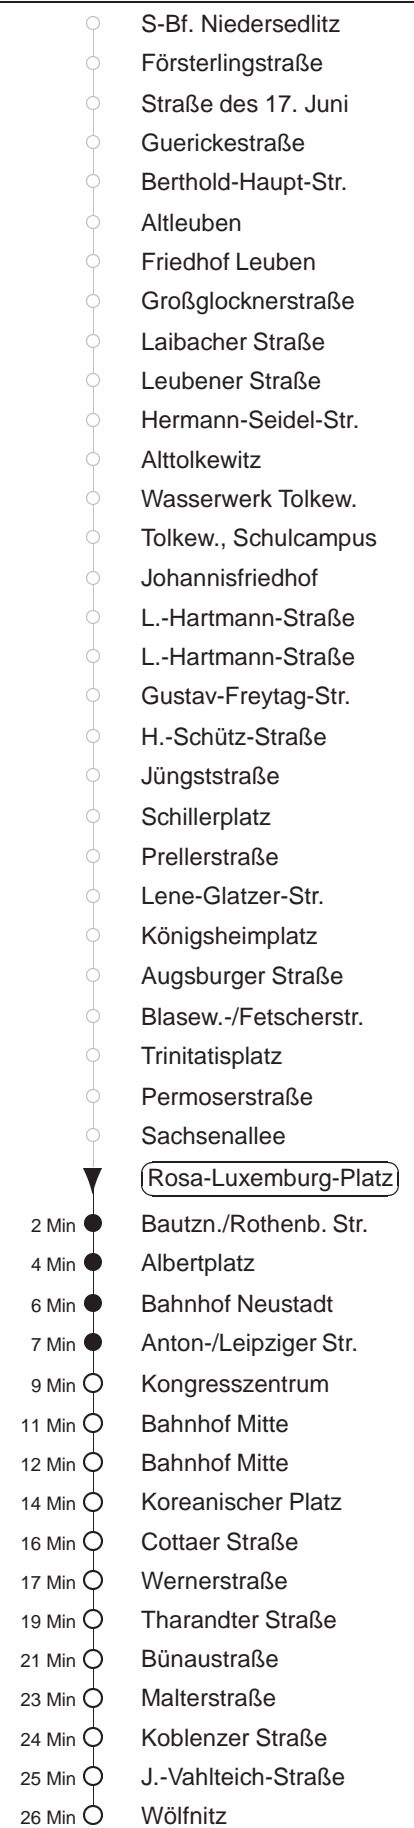 S-Bf. Niedersedlitz
Försterlingstraße
Straße des 17. Juni
Guerickestraße
Berthold-Haupt-Str.
Altleuben
Friedhof Leuben
Großglocknerstraße
Laibacher Straße
Leubener Straße
Hermann-Seidel-Str.
Alttolkewitz
Wasserwerk Tolkew.
Tolkew., Schulcampus
Johannisfriedhof
L.-Hartmann-Straße
L.-Hartmann-Straße
Gustav-Freytag-Str.
H.-Schütz-Straße
Jüngststraße
Schillerplatz
Prellerstraße
Lene-Glatzer-Str.
Königsheimplatz
Augsburger Straße
Blasew.-/Fetscherstr.
Trinitatisplatz
Permoserstraße
Sachsenallee
Rosa-Luxemburg-Platz
2 Min Bautzn./Rothenb. Str.
4 Min Albertplatz
6 Min Bahnhof Neustadt
7 Min Anton-/Leipziger Str.
9 Min Kongresszentrum
11 Min Bahnhof Mitte
12 Min Bahnhof Mitte
14 Min Koreanischer Platz
16 Min Cottaer Straße
17 Min Wernerstraße
19 Min Tharandter Straße
21 Min Bünaustraße
23 Min Malterstraße
24 Min Koblenzer Straße
25 Min J.-Vahlteich-Straße
26 Min Wölfnitz